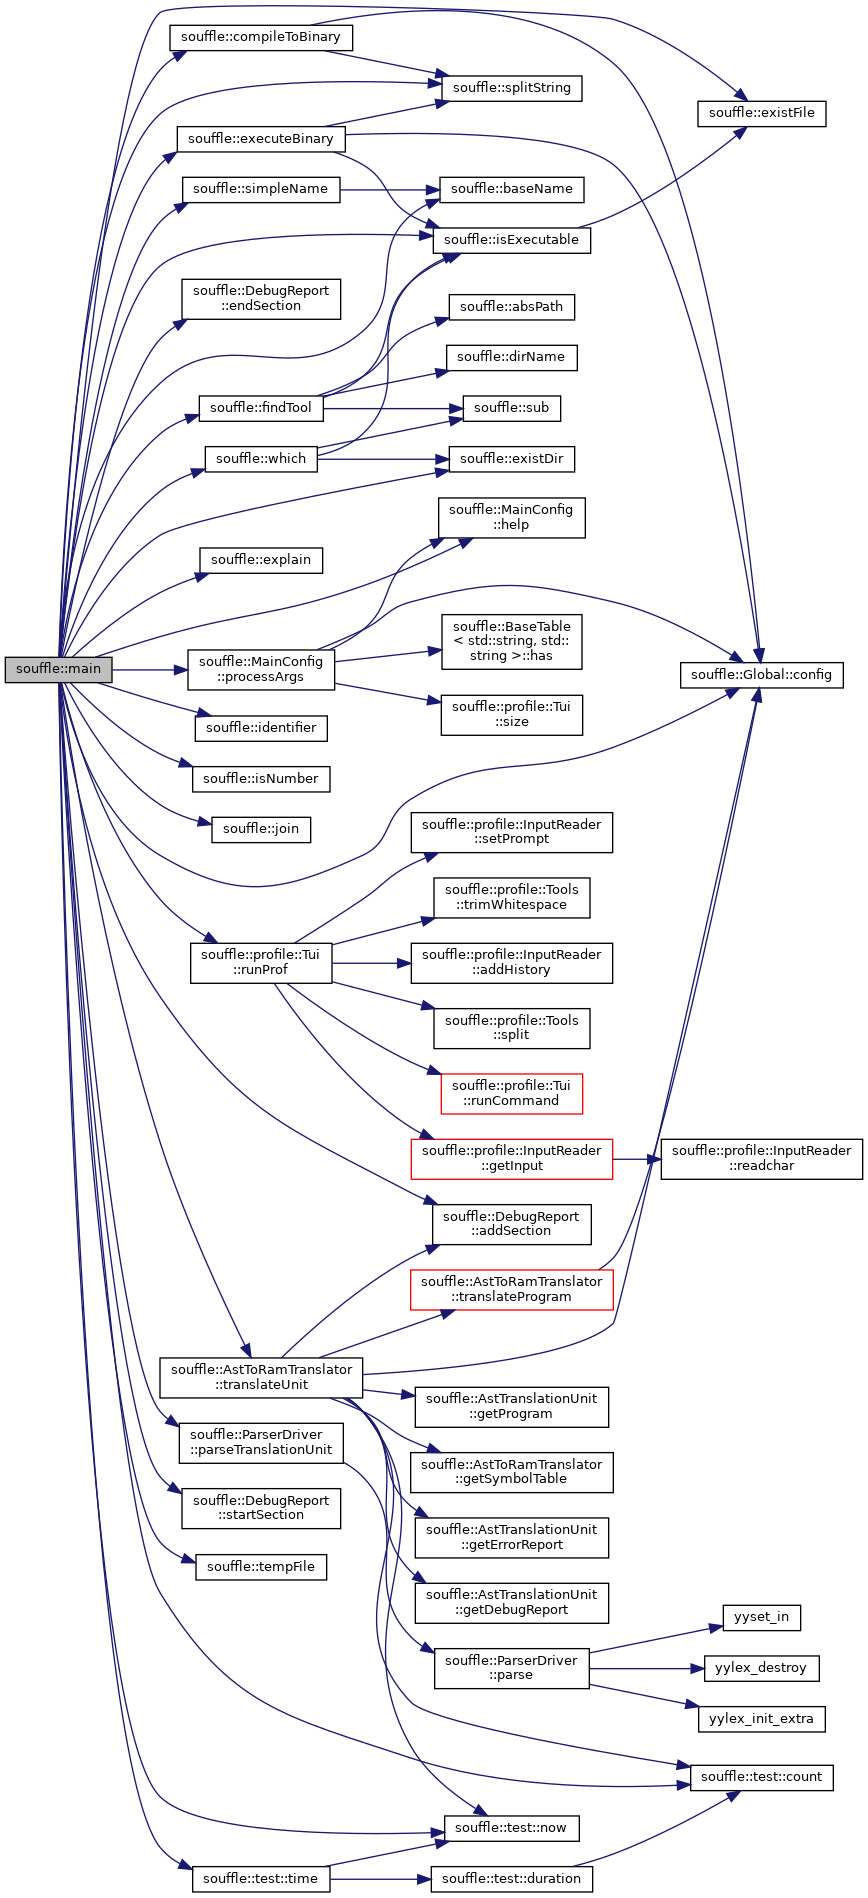 souffle::compileToBinary
souffle::splitString
souffle::existFile
souffle::executeBinary
souffle::simpleName
souffle::baseName
souffle::isExecutable
souffle::DebugReport
::endSection
souffle::absPath
souffle::dirName
souffle::findTool
souffle::sub
souffle::which
souffle::existDir
souffle::MainConfig
::help
souffle::explain
souffle::main
souffle::MainConfig
::processArgs
souffle::BaseTable
< std::string, std::
string >::has
souffle::Global::config
souffle::profile::Tui
::size
souffle::identifier
souffle::isNumber
souffle::join
souffle::profile::InputReader
::setPrompt
souffle::profile::Tools
::trimWhitespace
souffle::profile::Tui
::runProf
souffle::profile::InputReader
::addHistory
souffle::profile::Tools
::split
souffle::profile::Tui
::runCommand
souffle::profile::InputReader
::getInput
souffle::profile::InputReader
::readchar
souffle::DebugReport
::addSection
souffle::AstToRamTranslator
::translateProgram
souffle::AstToRamTranslator
::translateUnit
souffle::AstTranslationUnit
::getProgram
souffle::ParserDriver
::parseTranslationUnit
souffle::AstToRamTranslator
::getSymbolTable
souffle::DebugReport
::startSection
souffle::AstTranslationUnit
::getErrorReport
souffle::tempFile
souffle::AstTranslationUnit
::getDebugReport
souffle::ParserDriver
::parse
yyset_in
yylex_destroy
yylex_init_extra
souffle::test::count
souffle::test::now
souffle::test::time
souffle::test::duration